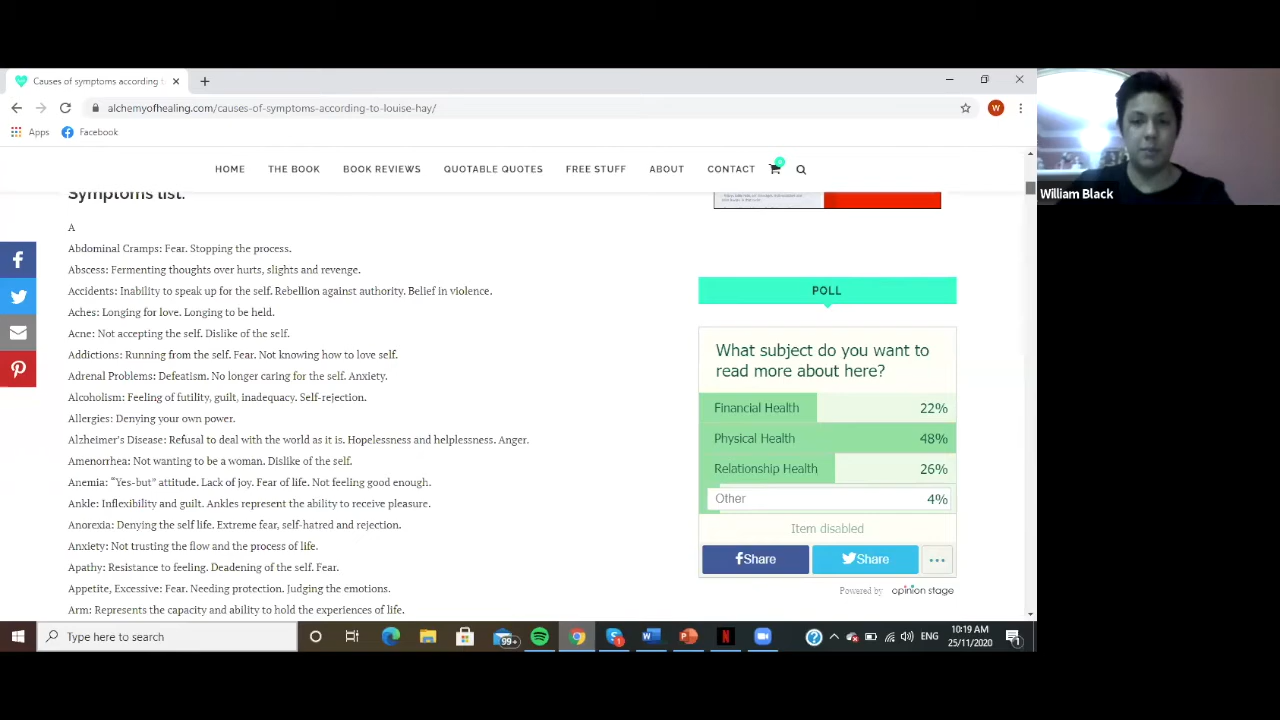 Causes of symptoms according t
alchemyofhealing.com/causes-of-symptoms-according-to-louise-hay/
W
Apps
Facebook
HOME
THE BOOK
BOOK REVIEWS
QUOTABLE QUOTES
FREE STUFF
ABOUT
CONTACT
0
William Black
Symptoms list:
A
Abdominal Cramps: Fear. Stopping the process.
Abscess: Fermenting thoughts over hurts, slights and revenge.
Accidents: Inability to speak up for the self. Rebellion against authority. Belief in violence.
Aches: Longing for love. Longing to be held.
Acne: Not accepting the self. Dislike of the self.
Addictions: Running from the self. Fear. Not knowing how to love self.
Adrenal Problems: Defeatism. No longer caring for the self. Anxiety.
Alcoholism: Feeling of futility, guilt, inadequacy. Self-rejection.
Allergies: Denying your own power.
Alzheimer's Disease: Refusal to deal with the world as it is. Hopelessness and helplessness. Anger.
Amenorrhea: Not wanting to be a woman. Dislike of the self.
Anemia: “Yes-but” attitude. Lack of joy. Fear of life. Not feeling good enough.
Ankle: Inflexibility and guilt. Ankles represent the ability to receive pleasure.
Anorexia: Denying the self life. Extreme fear, self-hatred and rejection.
Anxiety: Not trusting the flow and the process of life.
Apathy: Resistance to feeling. Deadening of the self. Fear.
Appetite, Excessive: Fear. Needing protection. Judging the emotions.
Arm: Represents the capacity and ability to hold the experiences of life.
POLL
What subject do you want to
read more about here?
Financial Health 22%
Physical Health 48%
Relationship Health 26%
Other 4%
Item disabled
Share
Share
Powered by opinion stage
Type here to search
99+
ENG
10:19 AM
25/11/2020